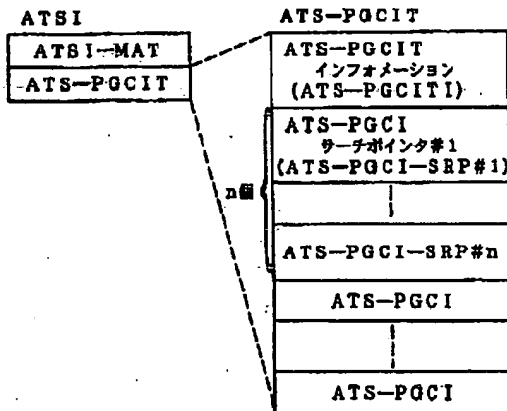 ATSI
ATSI-MAT
ATS-PGCIT
ATS-PGCIT
ATS-PGCIT
インフォメーション
(ATS-PGCITI)
ATS-PGCI
サーチポインタ#1
(ATS-PGCI-SRP#1)
n個
ATS-PGCI-SRP#n
ATS-PGCI
ATS-PGCI